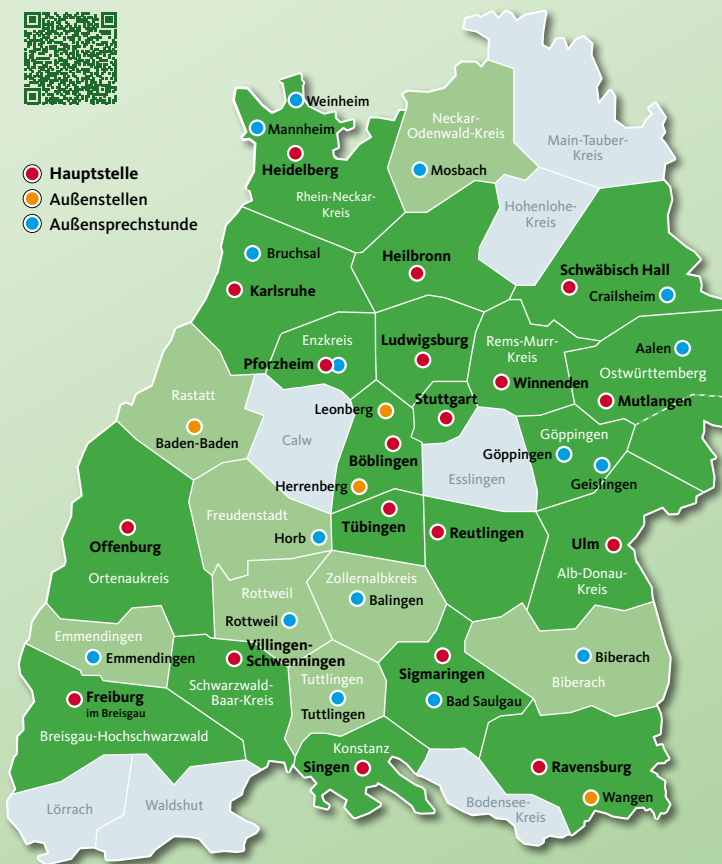 Weinheim
Mannheim
Neckar-
Odenwald-Kreis
Main-Tauber-
Kreis
Hauptstelle
Außenstellen
Außensprechstunde
Heidelberg
Mosbach
Rhein-Neckar-
Kreis
Hohenlohe-
Kreis
Bruchsal
Heilbronn
Karlsruhe
Schwäbisch Hall
Crailsheim
Enzkreis
Ludwigsburg
Rems-Murr-
Kreis
Aalen
Pforzheim
Ostwürttemberg
Winnenden
Rastatt
Leonberg
Stuttgart
Mutlangen
Baden-Baden
Calw
Göppingen
Böblingen
Esslingen
Göppingen
Geislingen
Herrenberg
Freudenstadt
Tübingen
Reutlingen
Horb
Offenburg
Ulm
Ortenaukreis
Zollernalbkreis
Alb-Donau-
Kreis
Rottweil
Balingen
Rottweil
Emmendingen
Emmendingen
Villingen-
Schwenningen
Sigmaringen
Biberach
Biberach
Schwarzwald-
Baar-Kreis
Tuttlingen
Tuttlingen
Bad Saulgau
Freiburg
im Breisgau
Breisgau-Hochschwarzwald
Konstanz
Singen
Ravensburg
Wangen
Lörrach
Waldshut
Bodensee-
Kreis